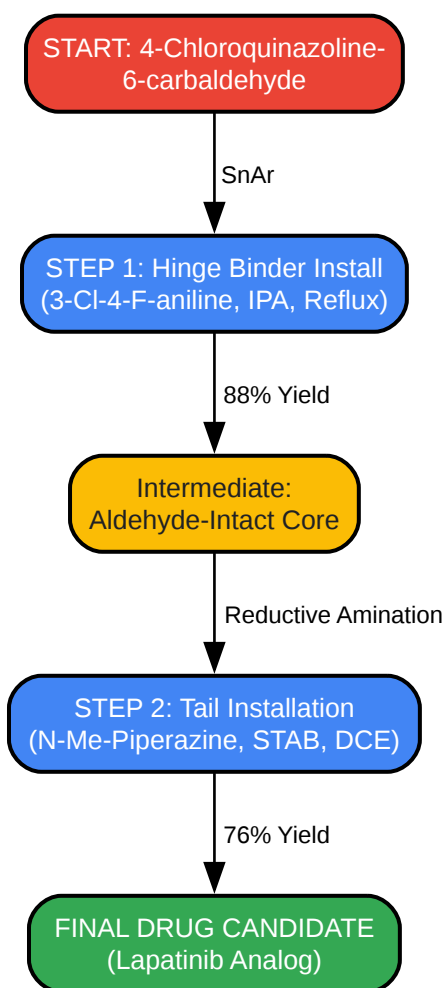 START: 4-Chloroquinazoline-
6-carbaldehyde
SnAr
STEP 1: Hinge Binder Install
(3-Cl-4-F-aniline, IPA, Reflux)
88% Yield
Intermediate:
Aldehyde-Intact Core
Reductive Amination
STEP 2: Tail Installation
(N-Me-Piperazine, STAB, DCE)
76% Yield
FINAL DRUG CANDIDATE
(Lapatinib Analog)